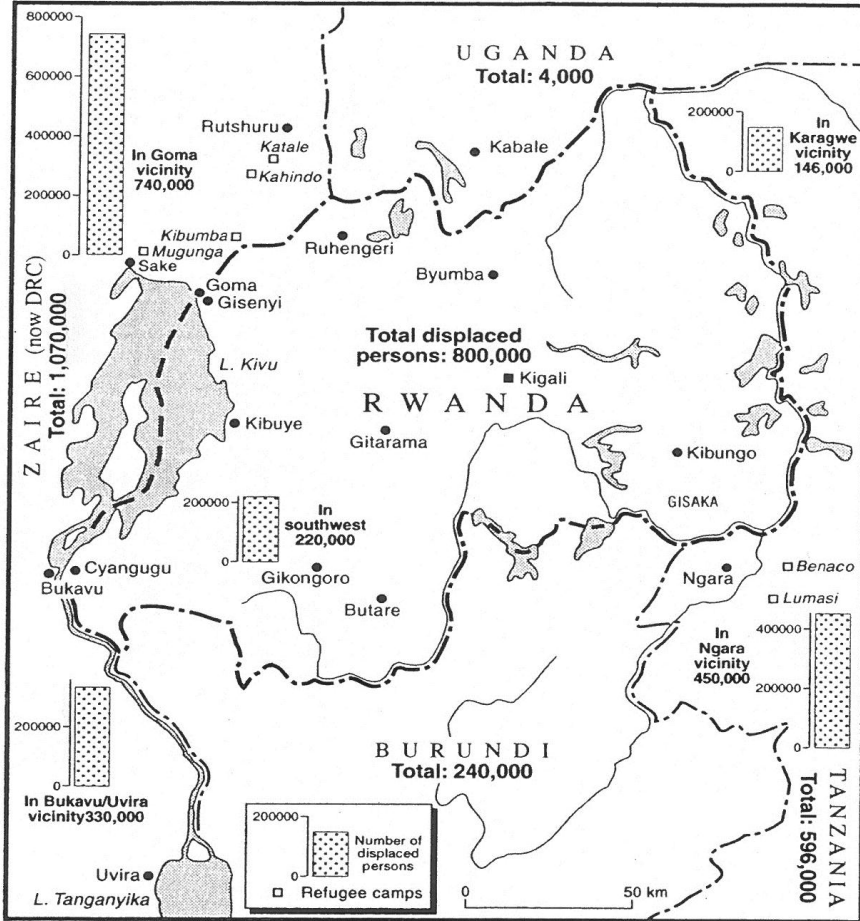 800000
600000
400000
200000
0
In Goma
vicinity
740,000
UGANDA
Total: 4,000
200000
0
In
Karagwe
vicinity
146,000
Rutshuru
Katale
Kahindo
Kabale
Kibumba
Mugunga
Sake
Ruhengeri
Byumba
Goma
Gisenyi
ZAIRE (now DRC)
Total: 1,070,000
L. Kivu
Total displaced
persons: 800,000
Kigali
RWANDA
Kibuye
Gitarama
Kibungo
GISAKA
200000
0
In
southwest
220,000
Cyangugu
Bukavu
Gikongoro
Butare
Ngara
Benaco
Lumasi
In
Ngara
vicinity
450,000
400000
200000
0
200000
0
In Bukavu/Uvira
vicinity330,000
BURUNDI
Total: 240,000
TANZANIA
Total: 596,000
200000
0
Number of
displaced
persons
Refugee camps
0 50 km
Uvira
L. Tanganyika